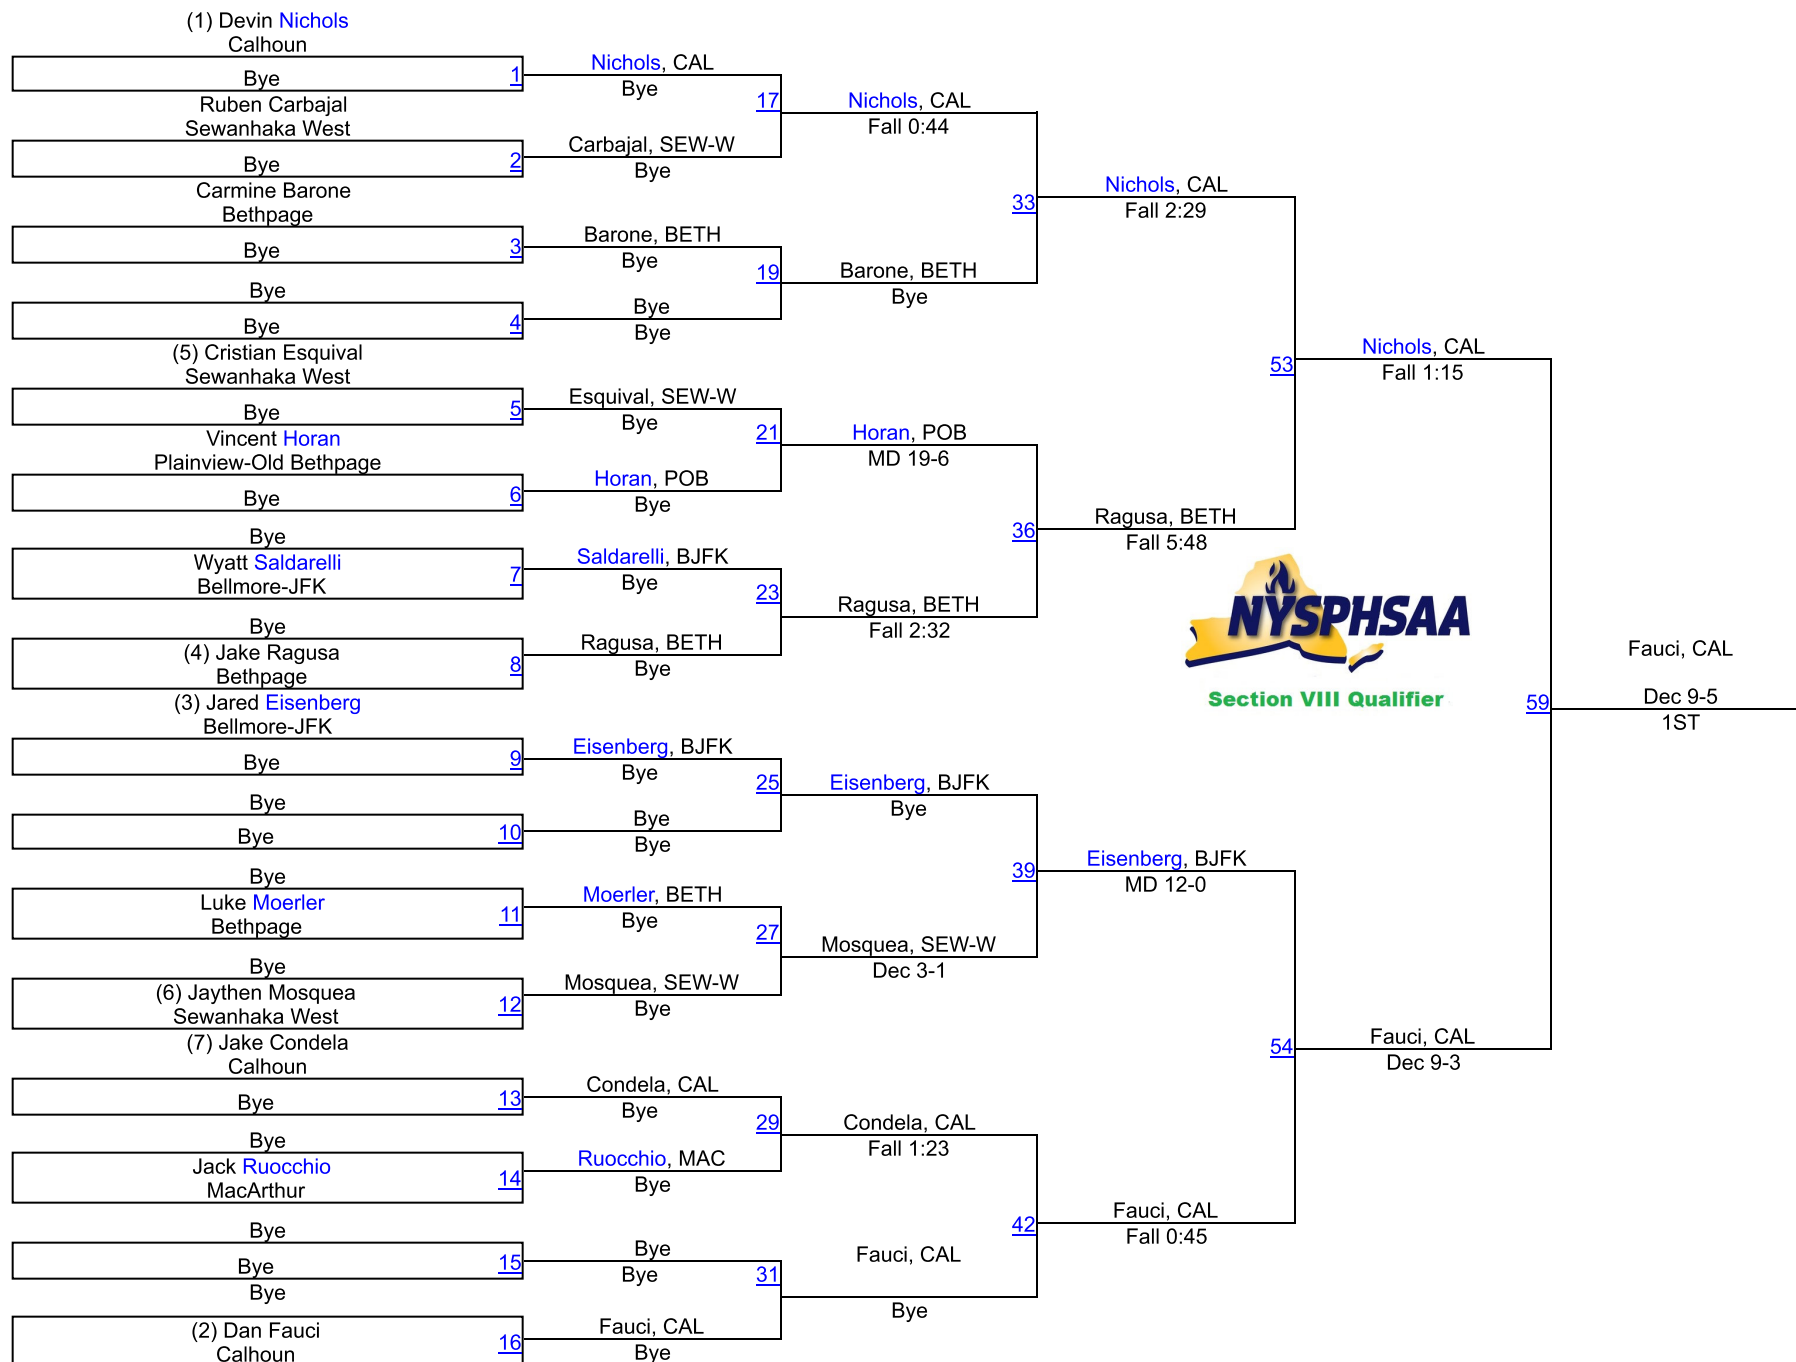 (1) Devin Nichols
Calhoun
Bye 1
Ruben Carbajal
Sewanhaka West
Bye 2
Carmine Barone
Bethpage
Bye 3
Bye
Bye 4
(5) Cristian Esquival
Sewanhaka West
Bye 5
Vincent Horan
Plainview-Old Bethpage
Bye 6
Bye
Wyatt Saldarelli
Bellmore-JFK 7
Bye
(4) Jake Ragusa
Bethpage 8
(3) Jared Eisenberg
Bellmore-JFK
Bye 9
Bye
Bye 10
Bye
Luke Moerler
Bethpage 11
Bye
(6) Jaythen Mosquea
Sewanhaka West 12
(7) Jake Condela
Calhoun
Bye 13
Bye
Jack Ruocchio
MacArthur 14
Bye
Bye 15
Bye
(2) Dan Fauci
Calhoun 16
Nichols, CAL
Bye
17
Carbajal, SEW-W
Bye
Barone, BETH
Bye
19
Bye
Bye
Esquival, SEW-W
Bye
21
Horan, POB
Bye
Saldarelli, BJFK
Bye
23
Ragusa, BETH
Bye
Eisenberg, BJFK
Bye
25
Bye
Bye
Moerler, BETH
Bye
27
Mosquea, SEW-W
Bye
Condela, CAL
Bye
29
Ruocchio, MAC
Bye
Bye
Bye
31
Fauci, CAL
Bye
Nichols, CAL
Fall 0:44
33
Barone, BETH
Bye
Horan, POB
MD 19-6
36
Ragusa, BETH
Fall 2:32
Eisenberg, BJFK
Bye
39
Mosquea, SEW-W
Dec 3-1
Condela, CAL
Fall 1:23
42
Fauci, CAL
Bye
Nichols, CAL
Fall 2:29
53
Ragusa, BETH
Fall 5:48
NYSPHSAA
Section VIII Qualifier
Eisenberg, BJFK
MD 12-0
54
Fauci, CAL
Fall 0:45
Nichols, CAL
Fall 1:15
59
Fauci, CAL
Dec 9-3
Fauci, CAL
Dec 9-5
1ST